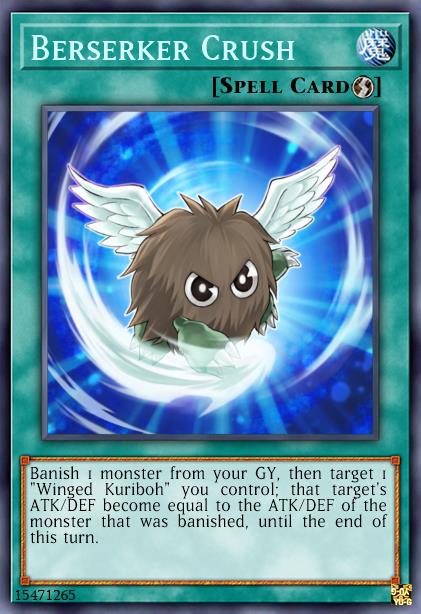 Berserker Crush
魔
[Spell Card]
Banish 1 monster from your GY, then target 1
"Winged Kuriboh" you control; that target's
ATK/DEF become equal to the ATK/DEF of the
monster that was banished, until the end of
this turn.
15471265